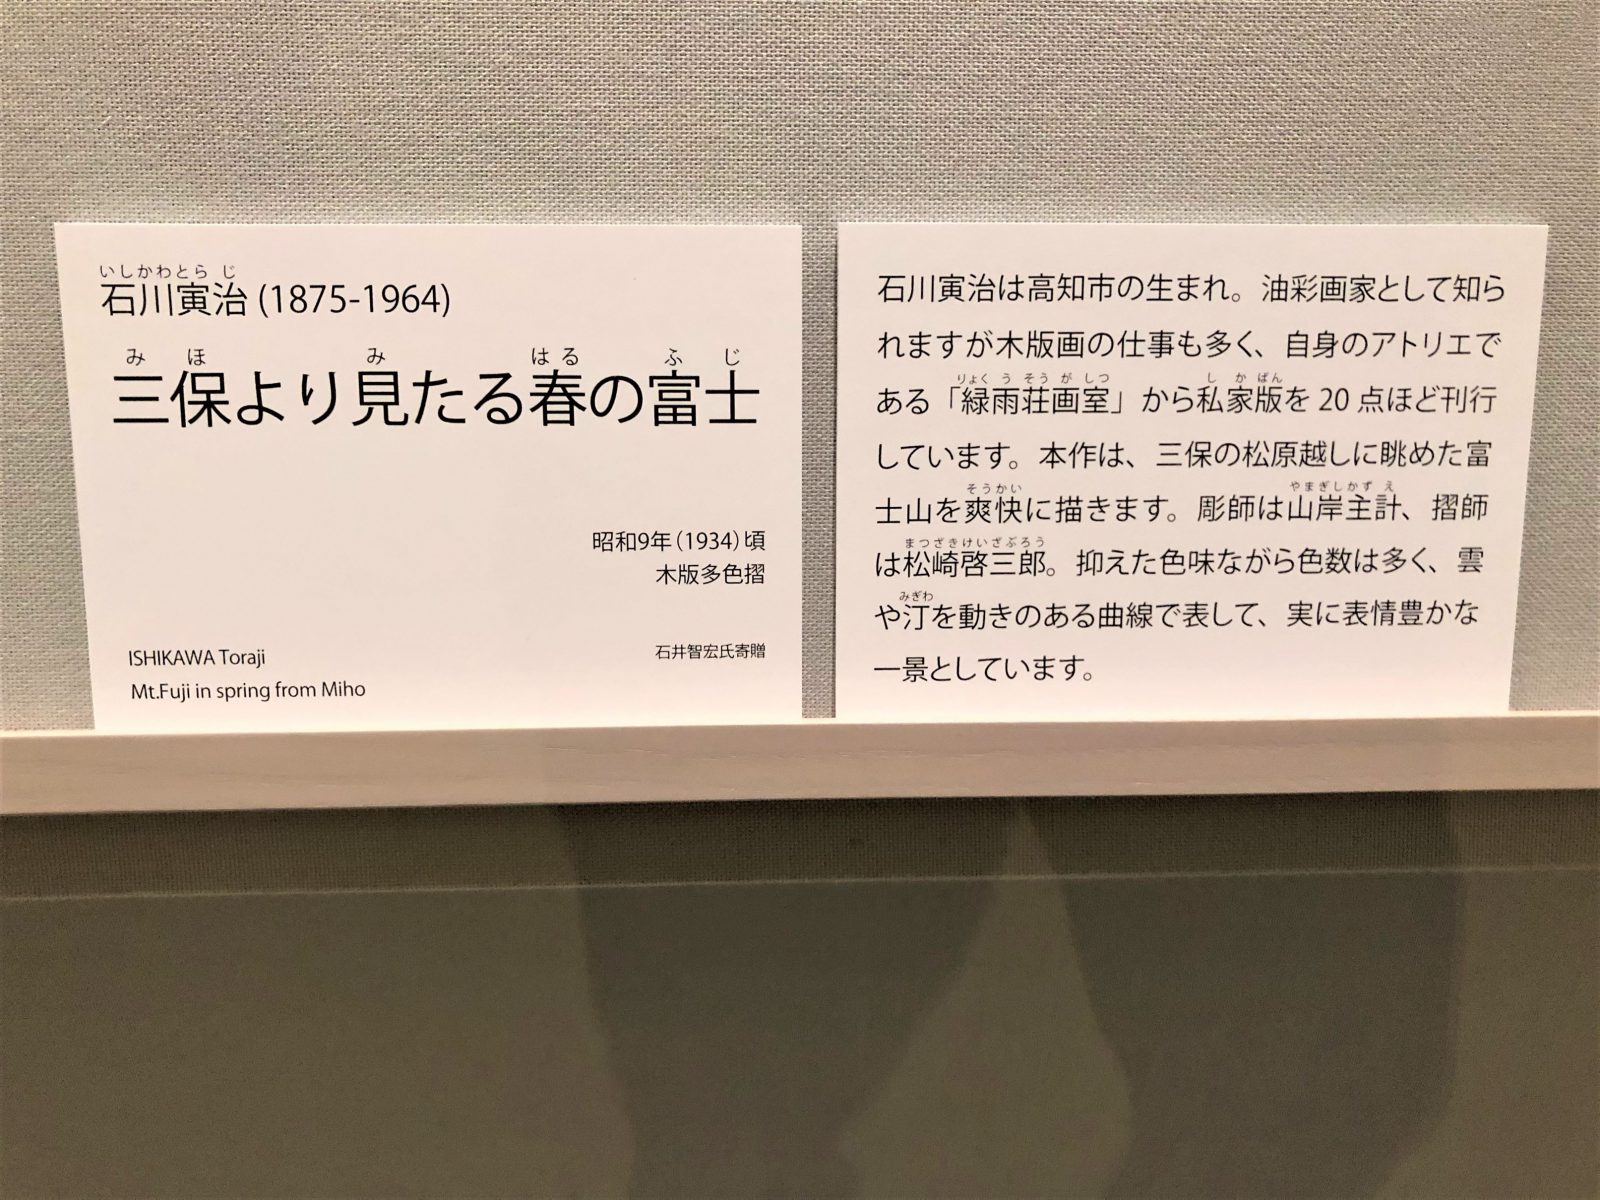 いしかわとらじ
石川寅治 (1875-1964)
みほ み はる ふじ
三保より見たる春の富士
昭和9年(1934)頃
木版多色摺
石井智宏氏寄贈
ISHIKAWA Toraji
Mt.Fuji in spring from Miho
石川寅治は高知市の生まれ。油彩画家として知ら
れますが木版画の仕事も多く、自身のアトリエで
りょくうそうがしつ しかばん
ある「緑雨荘画室」から私家版を 20 点ほど刊行
しています。本作は、三保の松原越しに眺めた富
そうかい やまぎしかずえ
士山を爽快に描きます。彫師は山岸主計、摺師
まつざきけいざぶろう
は松崎啓三郎。抑えた色味ながら色数は多く、雲
みぎわ
や汀を動きのある曲線で表して、実に表情豊かな
一景としています。